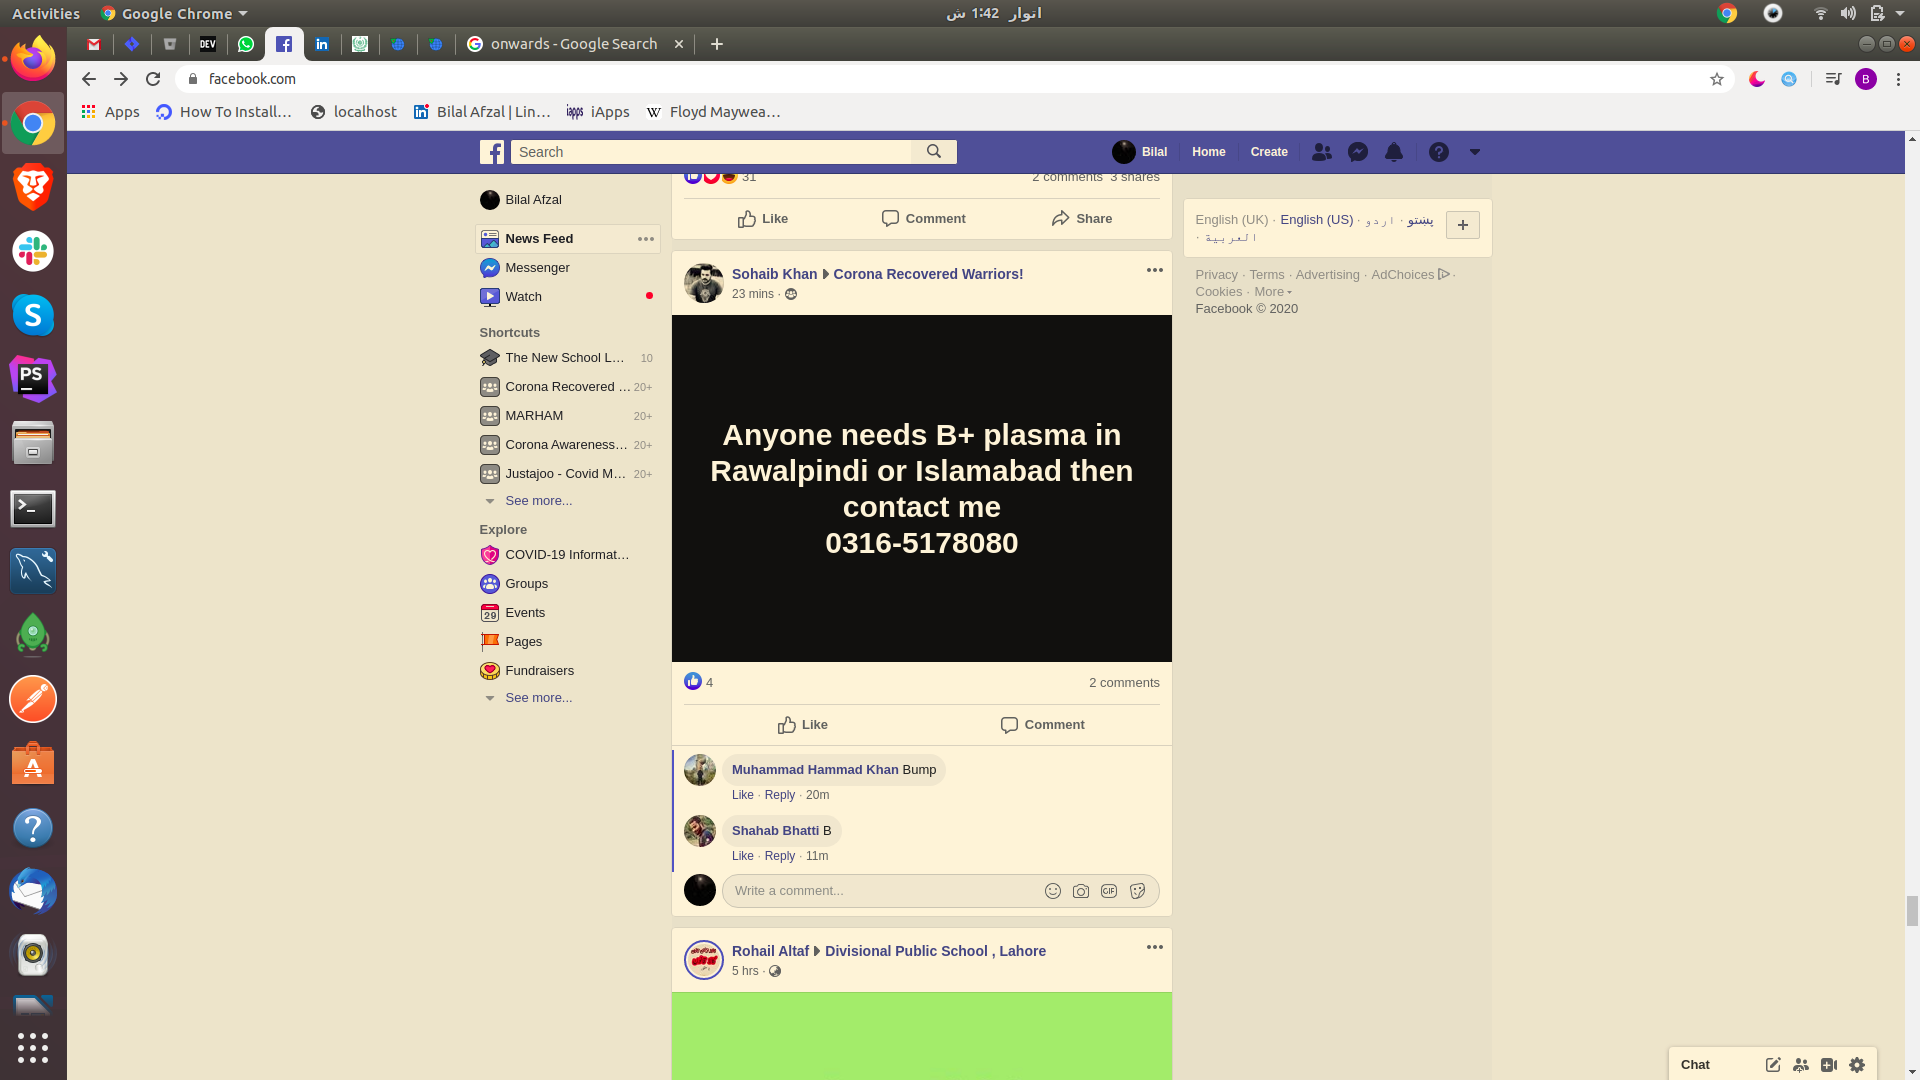 Activities
Google Chrome
اتوار 1:42 ش
DEV
onwards - Google Search
facebook.com
B
Apps
How To Install...
localhost
Bilal Afzal | Lin...
iApps
Floyd Maywea...
Search
Bilal
Home
Create
Bilal Afzal
News Feed
Messenger
Watch
Shortcuts
The New School L... 10
Corona Recovered ... 20+
MARHAM 20+
Corona Awareness... 20+
Justajoo - Covid M... 20+
See more...
Explore
COVID-19 Informat...
Groups
29
Events
Pages
Fundraisers
See more...
31
2 comments 3 shares
Like
Comment
Share
Sohaib Khan Corona Recovered Warriors!
23 mins ·
Anyone needs B+ plasma in
Rawalpindi or Islamabad then
contact me
0316-5178080
4
2 comments
Like
Comment
Muhammad Hammad Khan Bump
Like · Reply · 20m
Shahab Bhatti B
Like · Reply · 11m
Write a comment...
GIF
Rohail Altaf Divisional Public School , Lahore
5 hrs ·
English (UK) · English (US) · اردو · پښتو
· العربية
Privacy · Terms · Advertising · AdChoices ·
Cookies · More
Facebook © 2020
Chat
PS